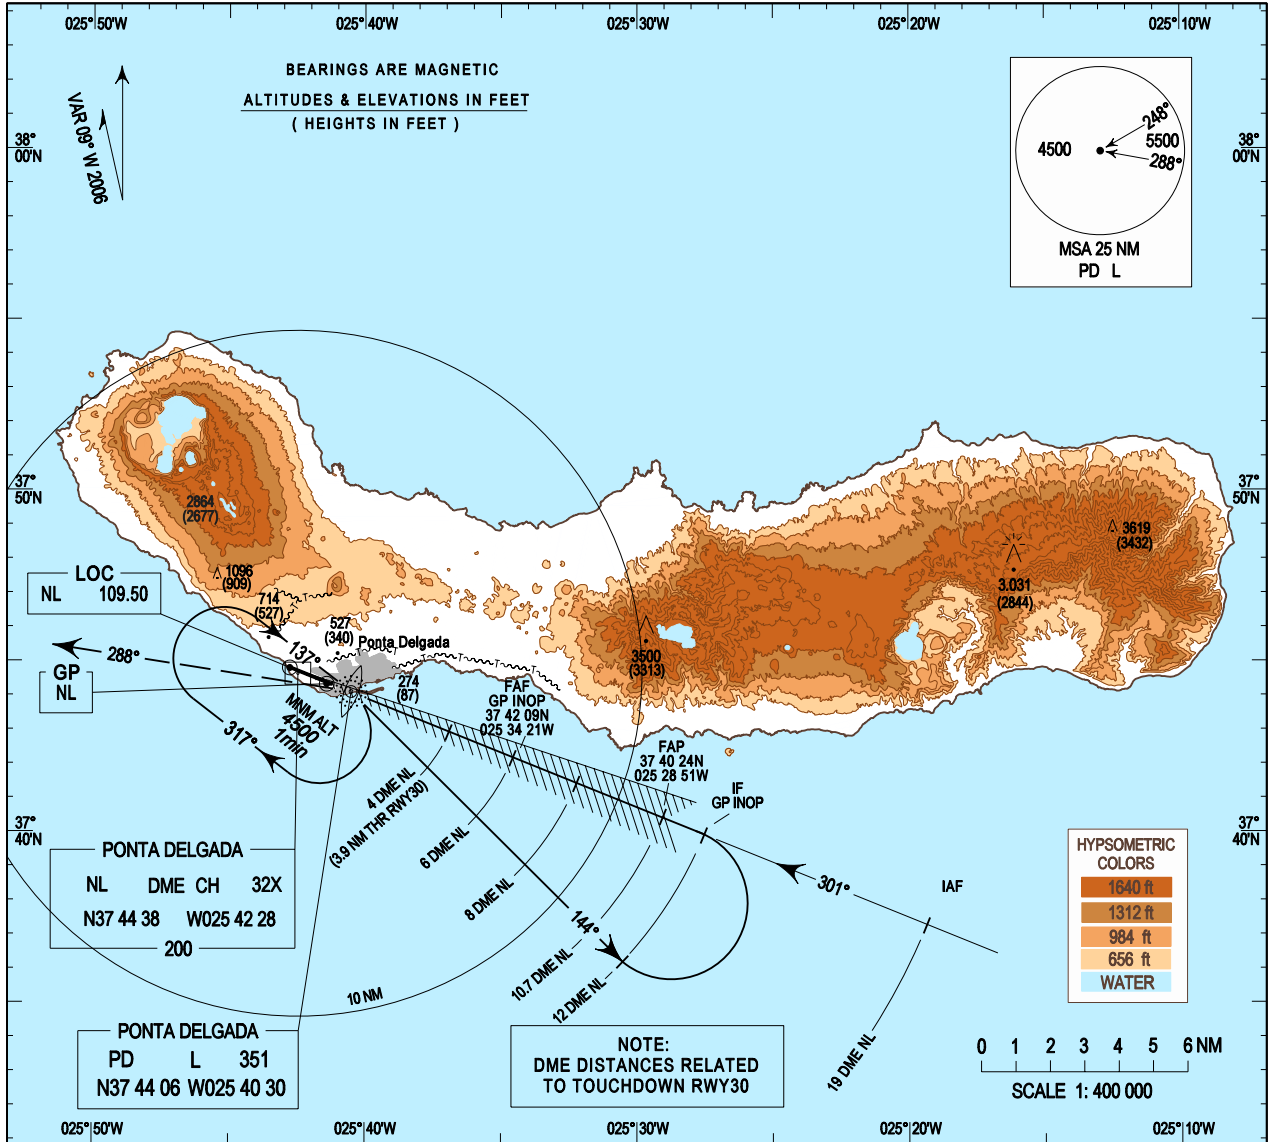 025°50'W
025°40'W
025°30'W
025°20'W
025°10'W
BEARINGS ARE MAGNETIC
ALTITUDES & ELEVATIONS IN FEET
( HEIGHTS IN FEET )
VAR 09° W 2006
38°
00'N
38°
00'N
248°
4500
5500
288°
MSA 25 NM
PD L
37°
50'N
37°
50'N
2864
(2677)
3619
(3432)
3.031
(2844)
1096
(909)
LOC
NL 109.50
714
(527)
527
(340)
Ponta Delgada
3500
(3313)
137°
288°
GP
NL
274
(87)
MNM ALT
4500
1min
317°
FAF
GP INOP
37 42 09N
025 34 21W
FAP
37 40 24N
025 28 51W
IF
GP INOP
4 DME NL
(3.9 NM THR RWY30)
6 DME NL
8 DME NL
10.7 DME NL
12 DME NL
19 DME NL
37°
40'N
37°
40'N
301°
IAF
144°
10 NM
PONTA DELGADA
NL DME CH 32X
N37 44 38 W025 42 28
200
HYPSOMETRIC
COLORS
1640 ft
1312 ft
984 ft
656 ft
WATER
PONTA DELGADA
PD L 351
N37 44 06 W025 40 30
NOTE:
DME DISTANCES RELATED
TO TOUCHDOWN RWY30
0 1 2 3 4 5 6 NM
SCALE 1: 400 000
025°50'W
025°40'W
025°30'W
025°20'W
025°10'W